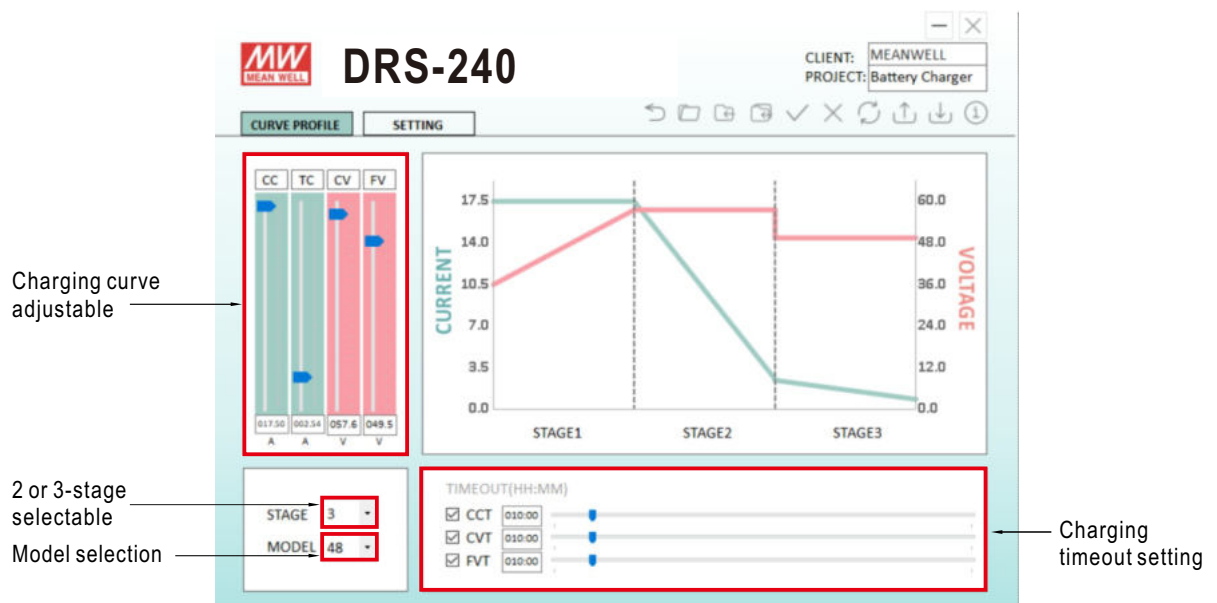 MW
MEAN WELL
DRS-240
CLIENT: MEANWELL
PROJECT: Battery Charger
CURVE PROFILE
SETTING
CC TC CV FV
017.50 002.54 057.6 049.5
A A V V
Charging curve
adjustable
CURRENT
17.5
14.0
10.5
7.0
3.5
0.0
60.0
48.0
36.0
24.0
12.0
0.0
VOLTAGE
STAGE1 STAGE2 STAGE3
2 or 3-stage
selectable
Model selection
STAGE 3
MODEL 48
TIMEOUT(HH:MM)
CCT 010:00
CVT 010:00
FVT 010:00
Charging
timeout setting